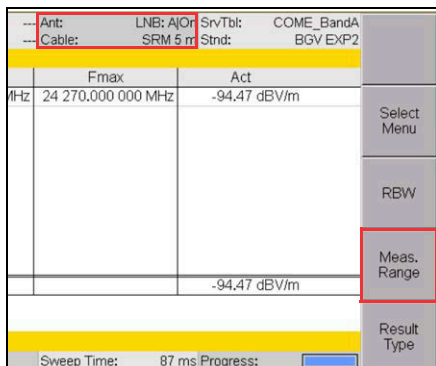 --- Ant: LNB: A|On SrvTbl: COME_BandA
--- Cable: SRM 5 m Stnd: BGV EXP2
Fmax Act
MHz 24 270.000 000 MHz -94.47 dBV/m
-94.47 dBV/m
Sweep Time: 87 ms Progress:
Select
Menu
RBW
Meas.
Range
Result
Type